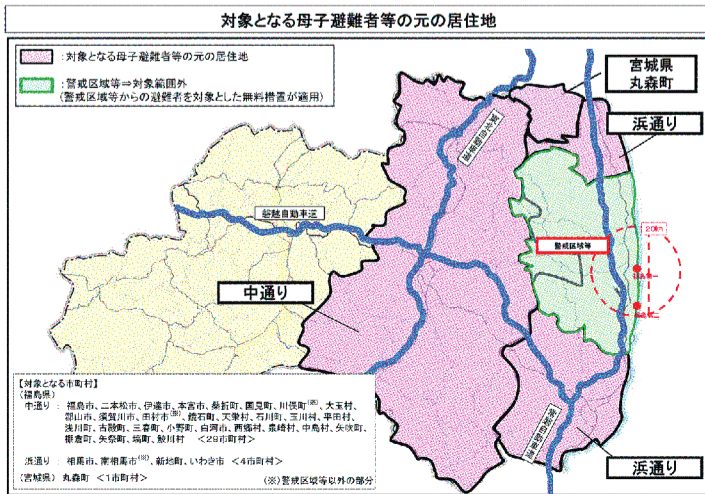 対象となる母子避難者等の元の居住地
:対象となる母子避難者等の元の居住地
:警戒区域等⇒対象範囲外
(警戒区域等からの避難者を対象とした無料措置が適用)
宮城県
丸森町
浜通り
東北自動車道
磐越自動車道
20km
警戒区域等
中通り
常磐自動車道
浜通り
【対象となる市町村】
(福島県)
中通り: 福島市、二本松市、伊達市、本宮市、桑折町、国見町、川俣町(※)、大玉村、
郡山市、須賀川市、田村市(※)、鏡石町、天栄村、石川町、玉川村、平田村、
浅川町、古殿町、三春町、小野町、白河市、西郷村、泉崎村、中島村、矢吹町、
棚倉町、矢祭町、塙町、鮫川村 <29市町村>
浜通り: 相馬市、南相馬市(※)、新地町、いわき市 <4市町村>
(宮城県) 丸森町 <1市町村>
(※)警戒区域等以外の部分